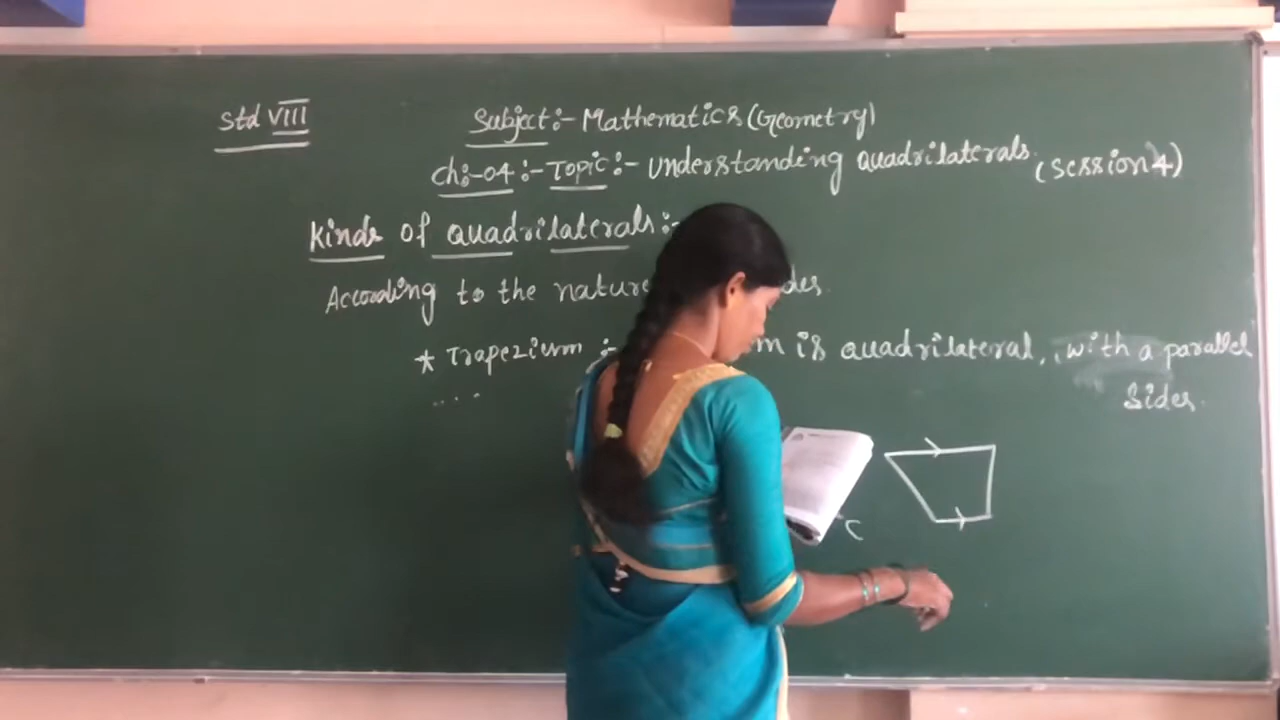 Std VIII
Subject:- Mathematics (Geometry)
Ch:-04:- Topic:- Understanding quadrilaterals. (Session 4)
Kinds of quadrilaterals:-
According to the nature des.
* Trapezium :- m is quadrilateral, with a parallel
sides.
....
C